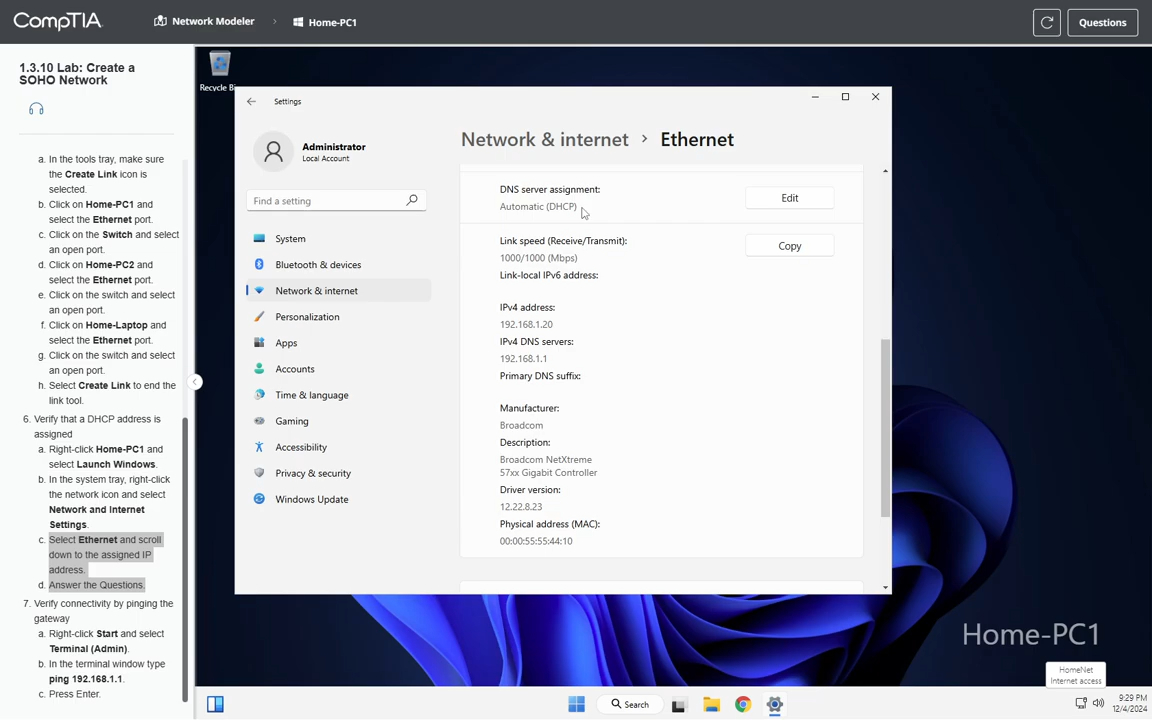 CompTIA.
Network Modeler > Home-PC1
Questions
1.3.10 Lab: Create a
SOHO Network
a. In the tools tray, make sure
the Create Link icon is
selected.
b. Click on Home-PC1 and
select the Ethernet port.
c. Click on the Switch and select
an open port.
d. Click on Home-PC2 and
select the Ethernet port.
e. Click on the switch and select
an open port.
f. Click on Home-Laptop and
select the Ethernet port.
g. Click on the switch and select
an open port.
h. Select Create Link to end the
link tool.
6. Verify that a DHCP address is
assigned
a. Right-click Home-PC1 and
select Launch Windows.
b. In the system tray, right-click
the network icon and select
Network and Internet
Settings.
c. Select Ethernet and scroll
down to the assigned IP
address.
d. Answer the Questions.
7. Verify connectivity by pinging the
gateway
a. Right-click Start and select
Terminal (Admin).
b. In the terminal window type
ping 192.168.1.1.
c. Press Enter.
Recycle Bi
Settings
Administrator
Local Account
Find a setting
System
Bluetooth & devices
Network & internet
Personalization
Apps
Accounts
Time & language
Gaming
Accessibility
Privacy & security
Windows Update
Network & internet > Ethernet
DNS server assignment:
Automatic (DHCP)
Edit
Link speed (Receive/Transmit):
1000/1000 (Mbps)
Copy
Link-local IPv6 address:
IPv4 address:
192.168.1.20
IPv4 DNS servers:
192.168.1.1
Primary DNS suffix:
Manufacturer:
Broadcom
Description:
Broadcom NetXtreme
57xx Gigabit Controller
Driver version:
12.22.8.23
Physical address (MAC):
00:00:55:55:44:10
Home-PC1
HomeNet
Internet access
Search
9:29 PM
12/4/2024